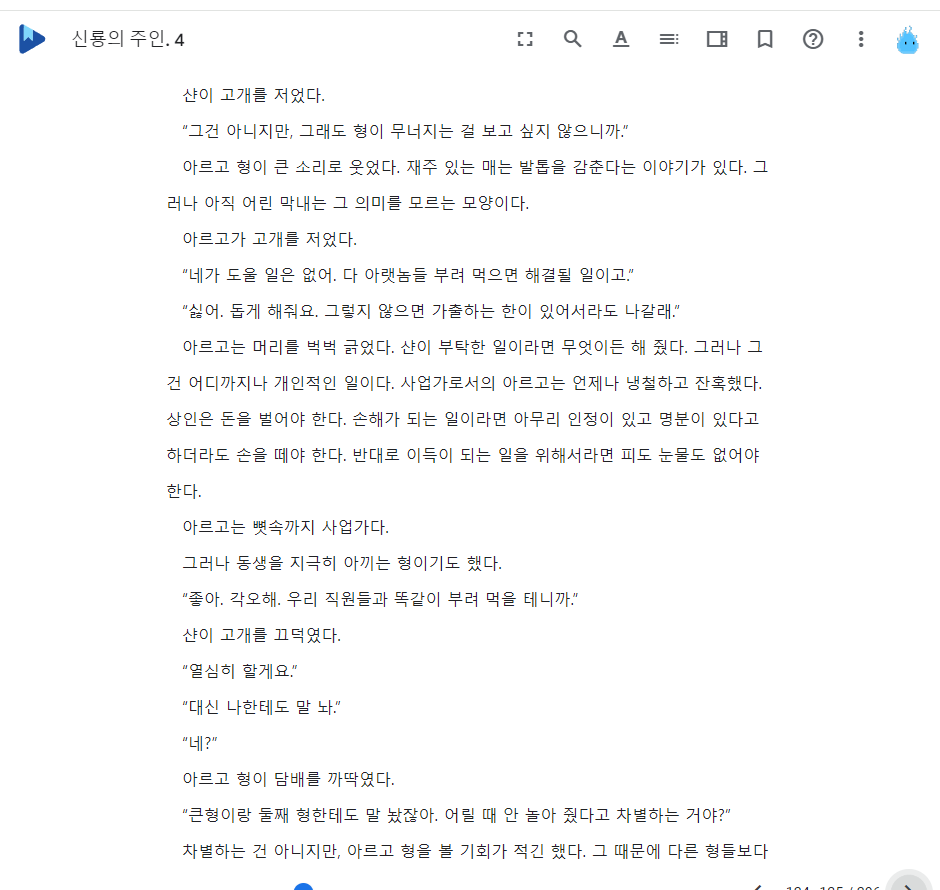 신룡의 주인. 4
샨이 고개를 저었다.
“그건 아니지만, 그래도 형이 무너지는 걸 보고 싶지 않으니까.”
아르고 형이 큰 소리로 웃었다. 재주 있는 매는 발톱을 감춘다는 이야기가 있다. 그
러나 아직 어린 막내는 그 의미를 모르는 모양이다.
아르고가 고개를 저었다.
“네가 도울 일은 없어. 다 아랫놈들 부려 먹으면 해결될 일이고.”
“싫어. 돕게 해줘요. 그렇지 않으면 가출하는 한이 있어서라도 나갈래.”
아르고는 머리를 벅벅 긁었다. 샨이 부탁한 일이라면 무엇이든 해 줬다. 그러나 그
건 어디까지나 개인적인 일이다. 사업가로서의 아르고는 언제나 냉철하고 잔혹했다.
상인은 돈을 벌어야 한다. 손해가 되는 일이라면 아무리 인정이 있고 명분이 있다고
하더라도 손을 떼야 한다. 반대로 이득이 되는 일을 위해서라면 피도 눈물도 없어야
한다.
아르고는 뼛속까지 사업가다.
그러나 동생을 지극히 아끼는 형이기도 했다.
“좋아. 각오해. 우리 직원들과 똑같이 부려 먹을 테니까.”
샨이 고개를 끄덕였다.
“열심히 할게요.”
“대신 나한테도 말 놔.”
“네?”
아르고 형이 담배를 까딱였다.
“큰형이랑 둘째 형한테도 말 놨잖아. 어릴 때 안 놀아 줬다고 차별하는 거야?”
차별하는 건 아니지만, 아르고 형을 볼 기회가 적긴 했다. 그 때문에 다른 형들보다